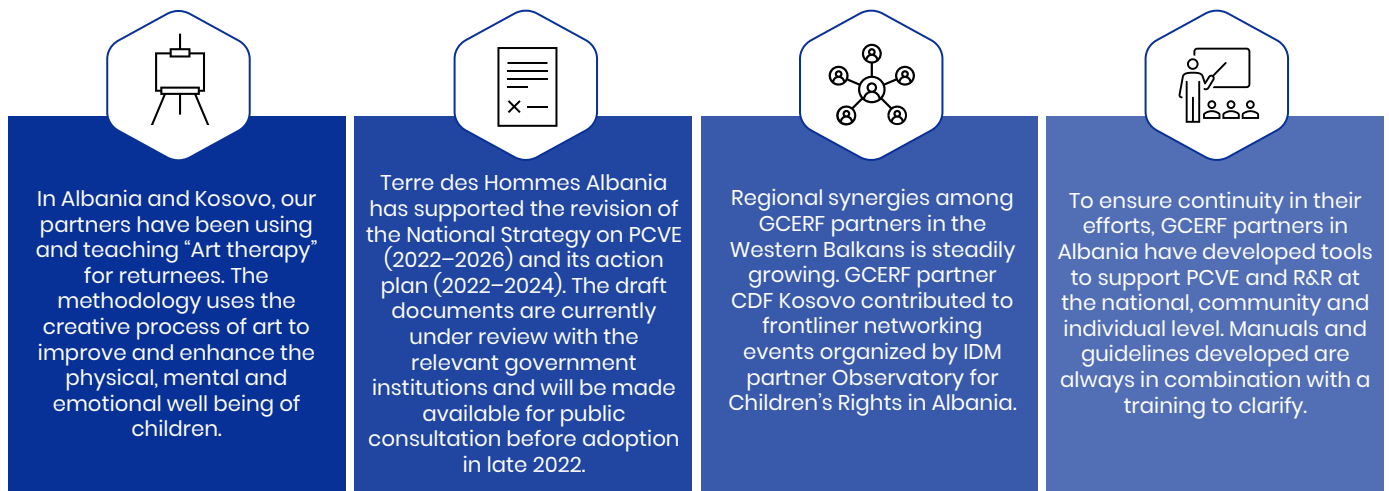 In Albania and Kosovo, our
partners have been using
and teaching “Art therapy”
for returnees. The
methodology uses the
creative process of art to
improve and enhance the
physical, mental and
emotional well being of
children.
Terre des Hommes Albania
has supported the revision of
the National Strategy on PCVE
(2022–2026) and its action
plan (2022–2024). The draft
documents are currently
under review with the
relevant government
institutions and will be made
available for public
consultation before adoption
in late 2022.
Regional synergies among
GCERF partners in the
Western Balkans is steadily
growing. GCERF partner
CDF Kosovo contributed to
frontliner networking
events organized by IDM
partner Observatory for
Children’s Rights in Albania.
To ensure continuity in their
efforts, GCERF partners in
Albania have developed tools
to support PCVE and R&R at
the national, community and
individual level. Manuals and
guidelines developed are
always in combination with a
training to clarify.